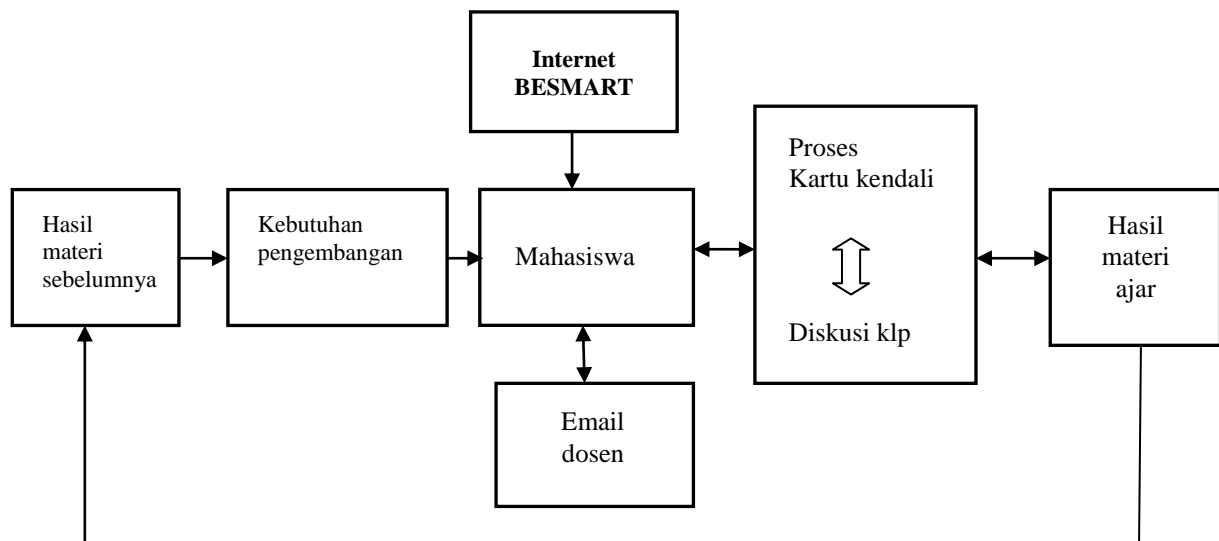 Internet
BESMART
Hasil
materi
sebelumnya
Kebutuhan
pengembangan
Mahasiswa
Proses
Kartu kendali
Diskusi klp
Hasil
materi
ajar
Email
dosen